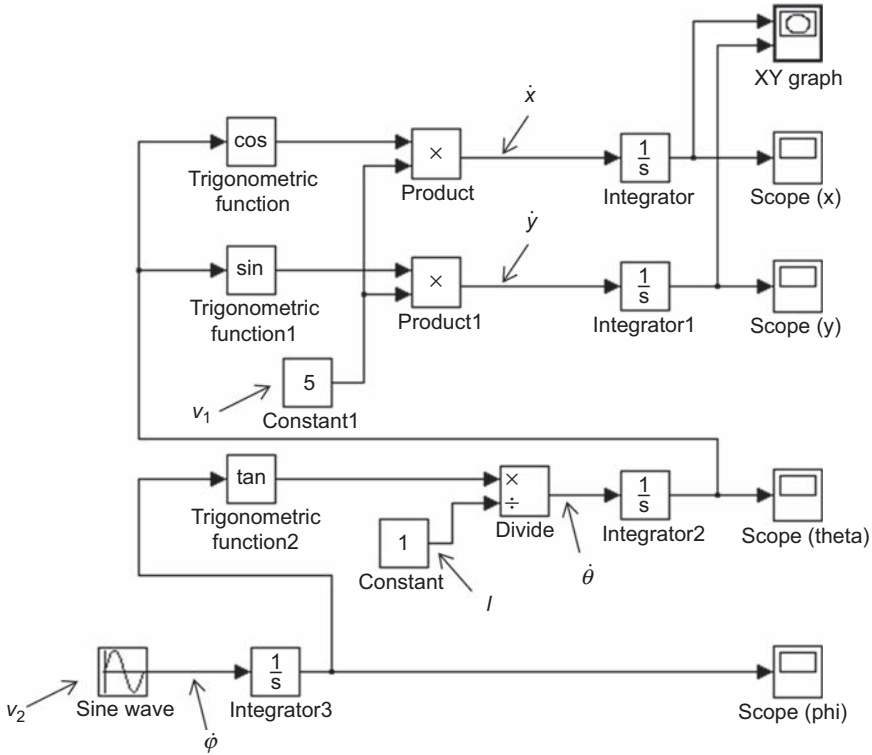 XY graph
ẋ
cos
×
1
s
Trigonometric
function
Product
Integrator
Scope (x)
ẏ
sin
×
1
s
Trigonometric
function1
Product1
Integrator1
Scope (y)
5
v1
Constant1
tan
×
÷
1
s
Trigonometric
function2
Divide
Integrator2
Scope (theta)
1
Constant
l
θ̇
1
s
v2
Sine wave
Integrator3
Scope (phi)
φ̇